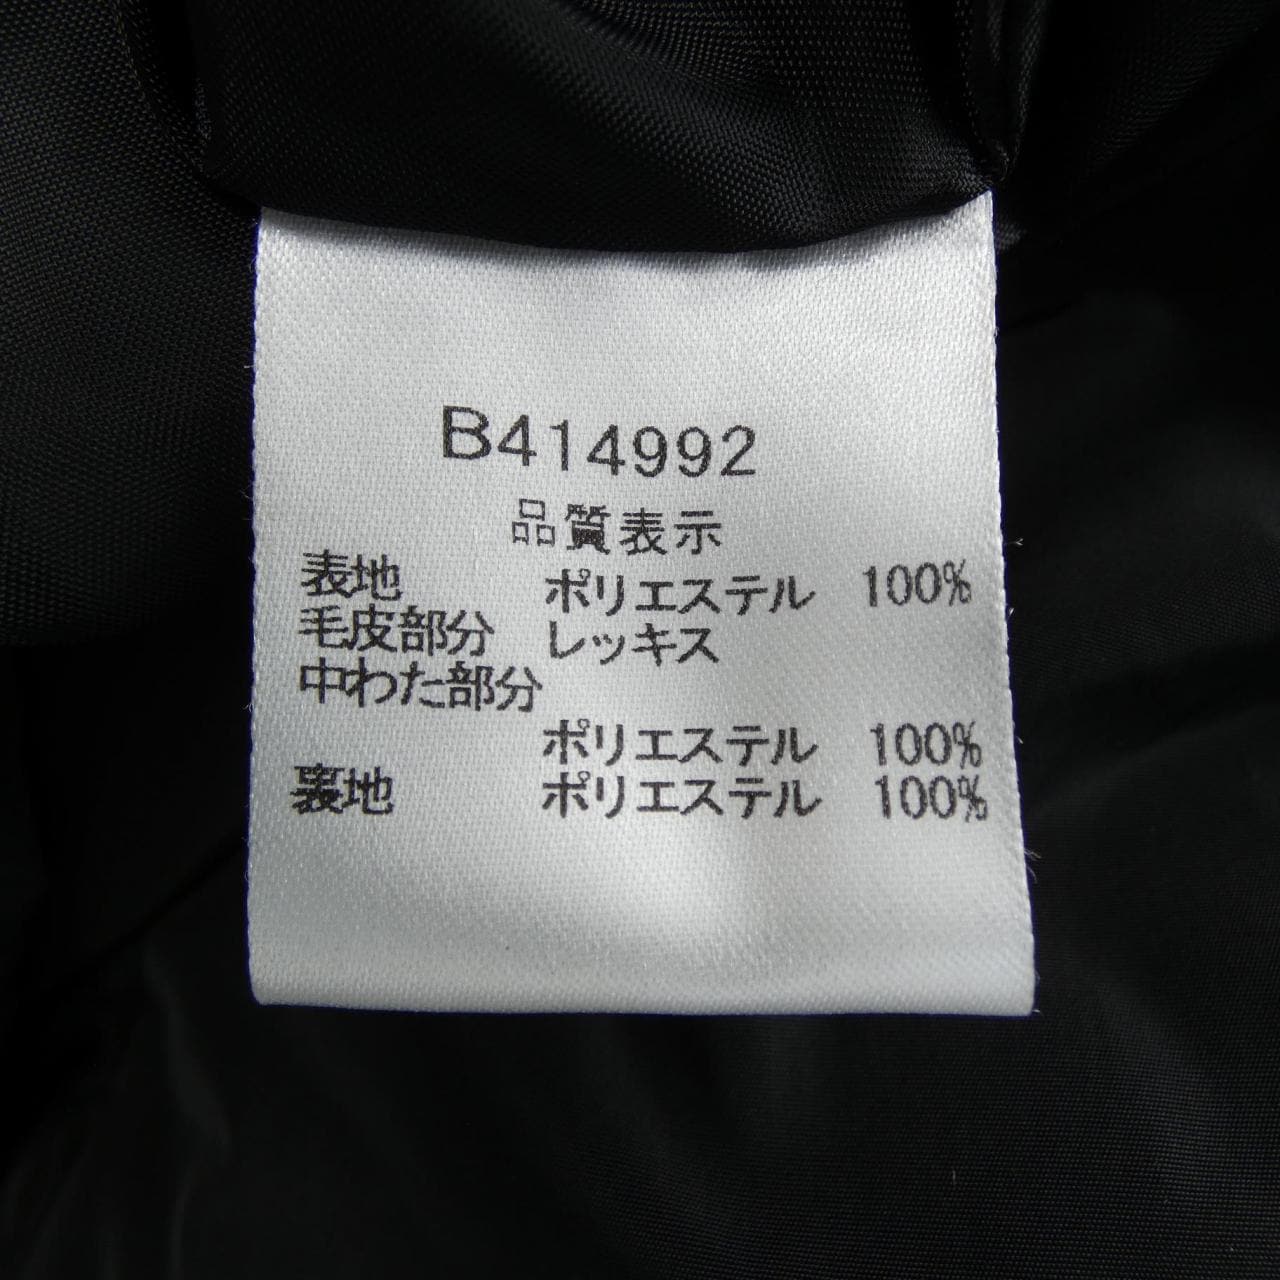 B414992
品質表示
表地 ポリエステル 100%
毛皮部分 レッキス
中わた部分
ポリエステル 100%
裏地 ポリエステル 100%